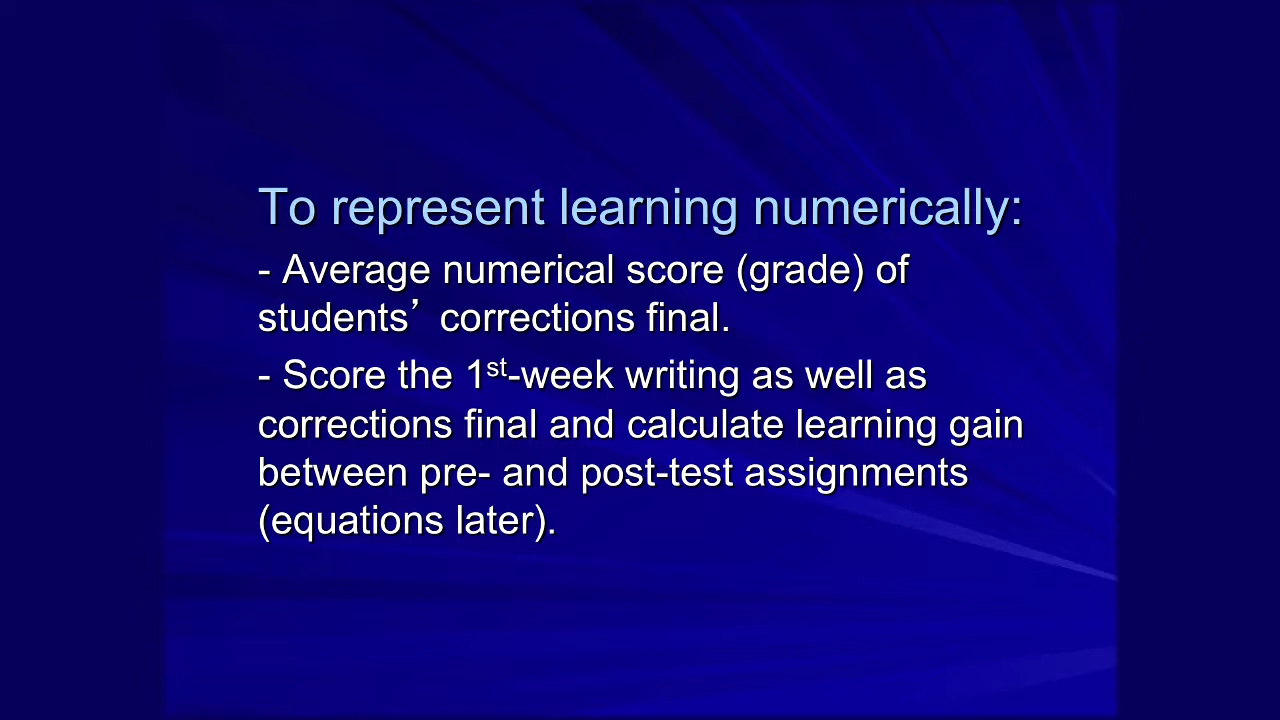 To represent learning numerically:
- Average numerical score (grade) of
students’ corrections final.
- Score the 1st-week writing as well as
corrections final and calculate learning gain
between pre- and post-test assignments
(equations later).